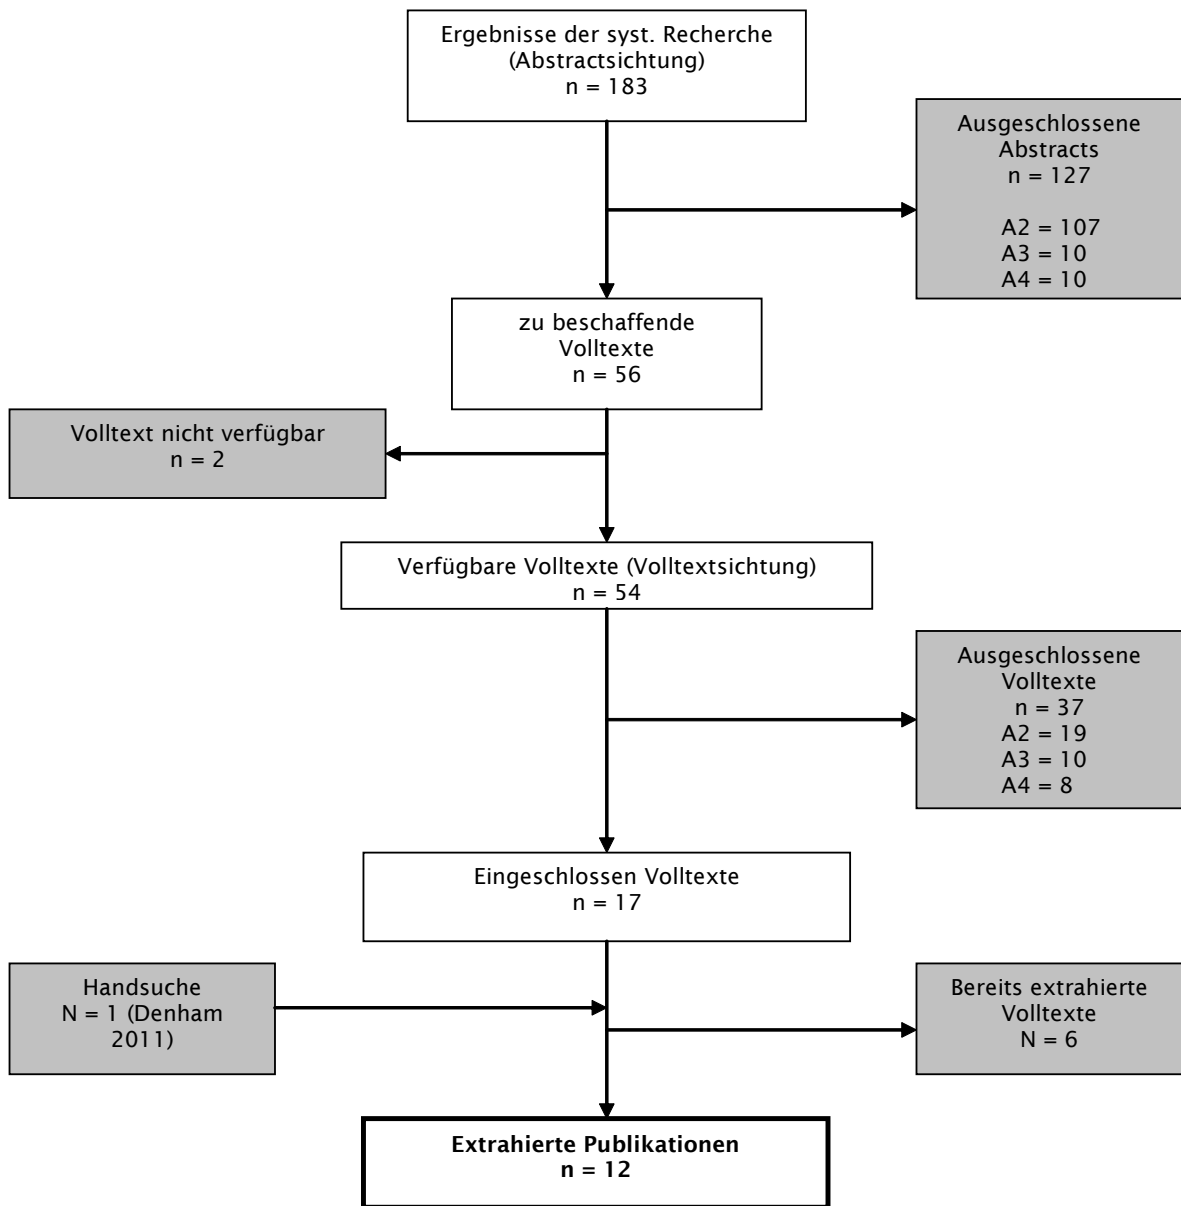 Ergebnisse der syst. Recherche
(Abstractsichtung)
n = 183
Ausgeschlossene
Abstracts
n = 127
A2 = 107
A3 = 10
A4 = 10
zu beschaffende
Volltexte
n = 56
Volltext nicht verfügbar
n = 2
Verfügbare Volltexte (Volltextsichtung)
n = 54
Ausgeschlossene
Volltexte
n = 37
A2 = 19
A3 = 10
A4 = 8
Eingeschlossen Volltexte
n = 17
Handsuche
N = 1 (Denham
2011)
Bereits extrahierte
Volltexte
N = 6
Extrahierte Publikationen
n = 12